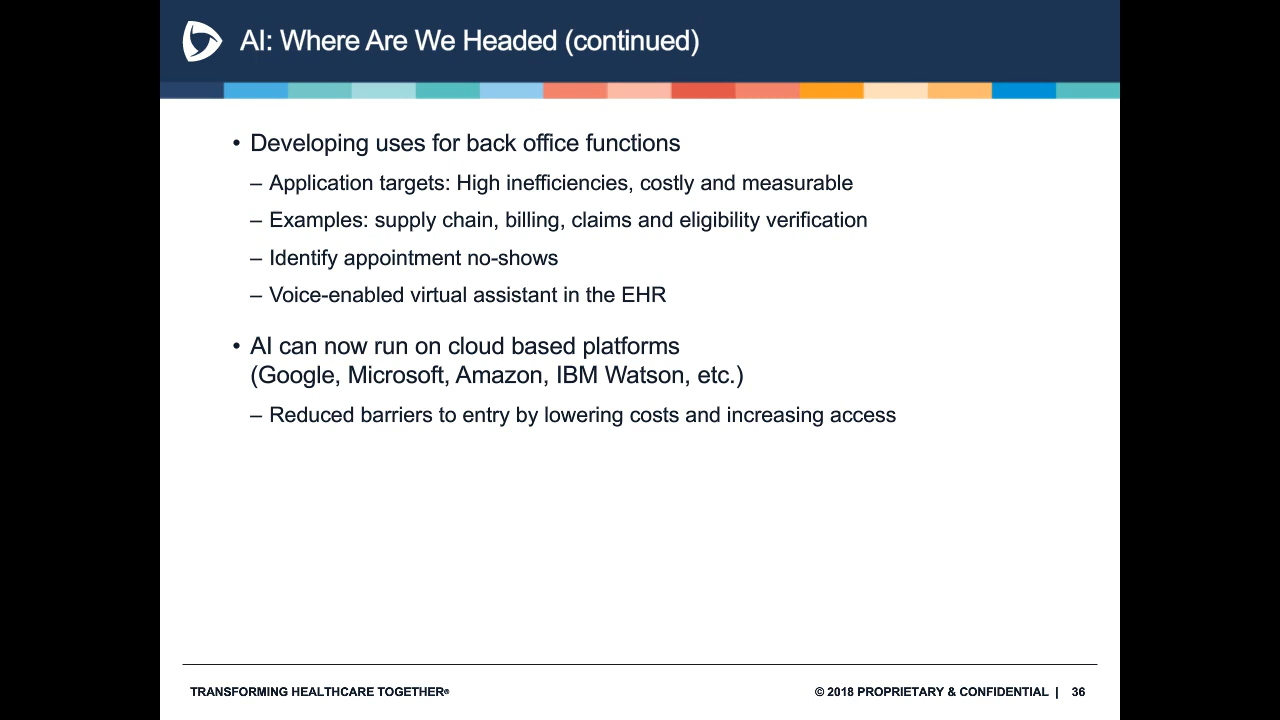 AI: Where Are We Headed (continued)
• Developing uses for back office functions
– Application targets: High inefficiencies, costly and measurable
– Examples: supply chain, billing, claims and eligibility verification
– Identify appointment no-shows
– Voice-enabled virtual assistant in the EHR
• AI can now run on cloud based platforms
(Google, Microsoft, Amazon, IBM Watson, etc.)
– Reduced barriers to entry by lowering costs and increasing access
TRANSFORMING HEALTHCARE TOGETHER®
© 2018 PROPRIETARY & CONFIDENTIAL | 36